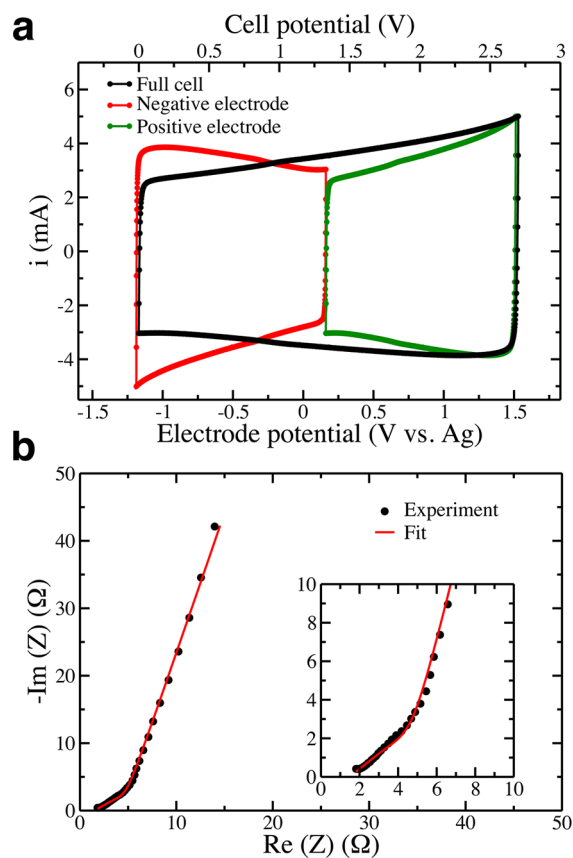 a
Cell potential (V)
0 0.5 1 1.5 2 2.5 3
Full cell
Negative electrode
Positive electrode
i (mA)
6
4
2
0
-2
-4
-1.5 -1 -0.5 0 0.5 1 1.5
Electrode potential (V vs. Ag)
b
-Im (Z) (Ω)
50
40
30
20
10
0
Experiment
Fit
10
8
6
4
2
0
0 2 4 6 8 10
0 10 20 30 40 50
Re (Z) (Ω)